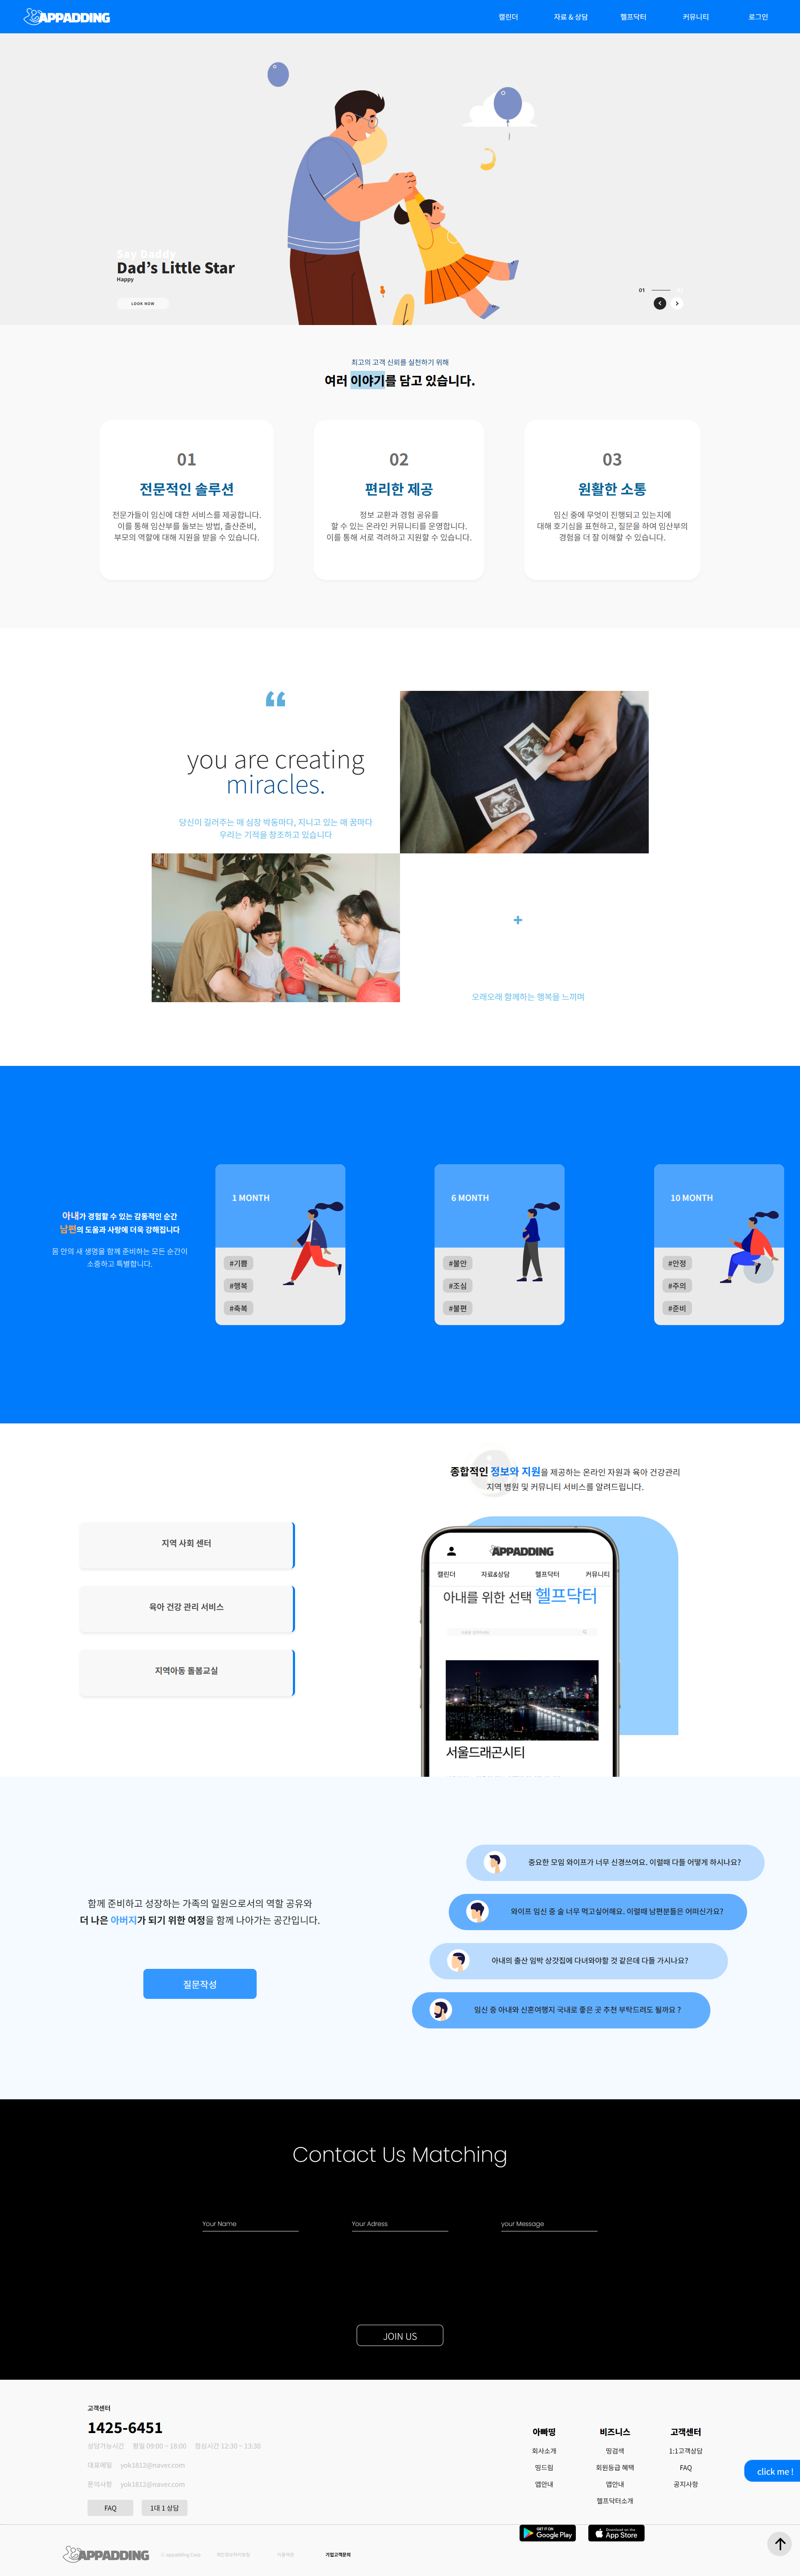 APPADDING
캘린더 자료 & 상담 헬프닥터 커뮤니티 로그인
Say Daddy
Dad's Little Star
Happy
LOOK NOW
01
최고의 고객 신뢰를 실천하기 위해
여러 이야기를 담고 있습니다.
01
전문적인 솔루션
전문가들이 임신에 대한 서비스를 제공합니다.
이를 통해 임산부를 돌보는 방법, 출산준비,
부모의 역할에 대해 지원을 받을 수 있습니다.
02
편리한 제공
정보 교환과 경험 공유를
할 수 있는 온라인 커뮤니티를 운영합니다.
이를 통해 서로 격려하고 지원할 수 있습니다.
03
원활한 소통
임신 중에 무엇이 진행되고 있는지에
대해 호기심을 표현하고, 질문을 하여 임산부의
경험을 더 잘 이해할 수 있습니다.
“
you are creating
miracles.
당신이 길러주는 매 심장 박동마다, 지니고 있는 매 꿈마다
우리는 기적을 창조하고 있습니다
+
오래오래 함께하는 행복을 느끼며
아내가 경험할 수 있는 감동적인 순간
남편의 도움과 사랑에 더욱 강해집니다
몸 안의 새 생명을 함께 준비하는 모든 순간이
소중하고 특별합니다.
1 MONTH
#기쁨
#행복
#축복
6 MONTH
#불안
#조심
#불편
10 MONTH
#안정
#주의
#준비
종합적인 정보와 지원을 제공하는 온라인 자원과 육아 건강관리
지역 병원 및 커뮤니티 서비스를 알려드립니다.
지역 사회 센터
육아 건강 관리 서비스
지역아동 돌봄교실
APPADDING
캘린더 자료&상담 헬프닥터 커뮤니티
아내를 위한 선택 헬프닥터
서울드래곤시티
함께 준비하고 성장하는 가족의 일원으로서의 역할 공유와
더 나은 아버지가 되기 위한 여정을 함께 나아가는 공간입니다.
질문작성
중요한 모임 와이프가 너무 신경쓰여요. 이럴때 다들 어떻게 하시나요?
와이프 임신 중 술 너무 먹고싶어해요. 이럴때 남편분들은 어떠신가요?
아내의 출산 임박 상갓집에 다녀와야할 것 같은데 다들 가시나요?
임신 중 아내와 신혼여행지 국내로 좋은 곳 추천 부탁드려도 될까요 ?
Contact Us Matching
Your Name
Your Adress
your Message
JOIN US
고객센터
1425-6451
상담가능시간 평일 09:00 ~ 18:00 점심시간 12:30 ~ 13:30
대표메일 yok1812@naver.com
문의사항 yok1812@naver.com
FAQ
1대 1 상담
아빠띵
회사소개
띵드림
앱안내
비즈니스
띵검색
회원등급 혜택
앱안내
헬프닥터소개
고객센터
1:1고객상담
FAQ
공지사항
click me !
GET IT ON
Google Play
Download on the
App Store
APPADDING
ⓒ appadding Corp. 개인정보처리방침 이용약관 기업고객문의